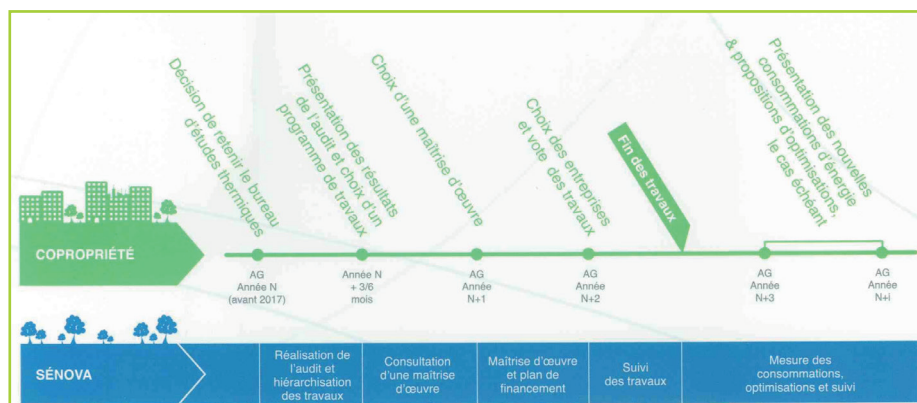 Décision de retenir le bureau
d'études thermiques
Présentation des résultats
de l'audit et choix d'un
programme de travaux
Choix d'une maîtrise d'œuvre
Choix des entreprises
et vote des travaux
Fin des travaux
Présentation des nouvelles
consommations d'énergie
& propositions d'optimisations,
le cas échéant
COPROPRIÉTÉ
AG
Année N
(avant 2017)
Année N
+ 3/6
mois
AG
Année
N+1
AG
Année
N+2
AG
Année
N+3
AG
Année
N+i
SÉNOVA
Réalisation de
l'audit et
hiérarchisation
des travaux
Consultation
d'une maîtrise
d'œuvre
Maîtrise d'œuvre
et plan de
financement
Suivi
des travaux
Mesure des
consommations,
optimisations et suivi